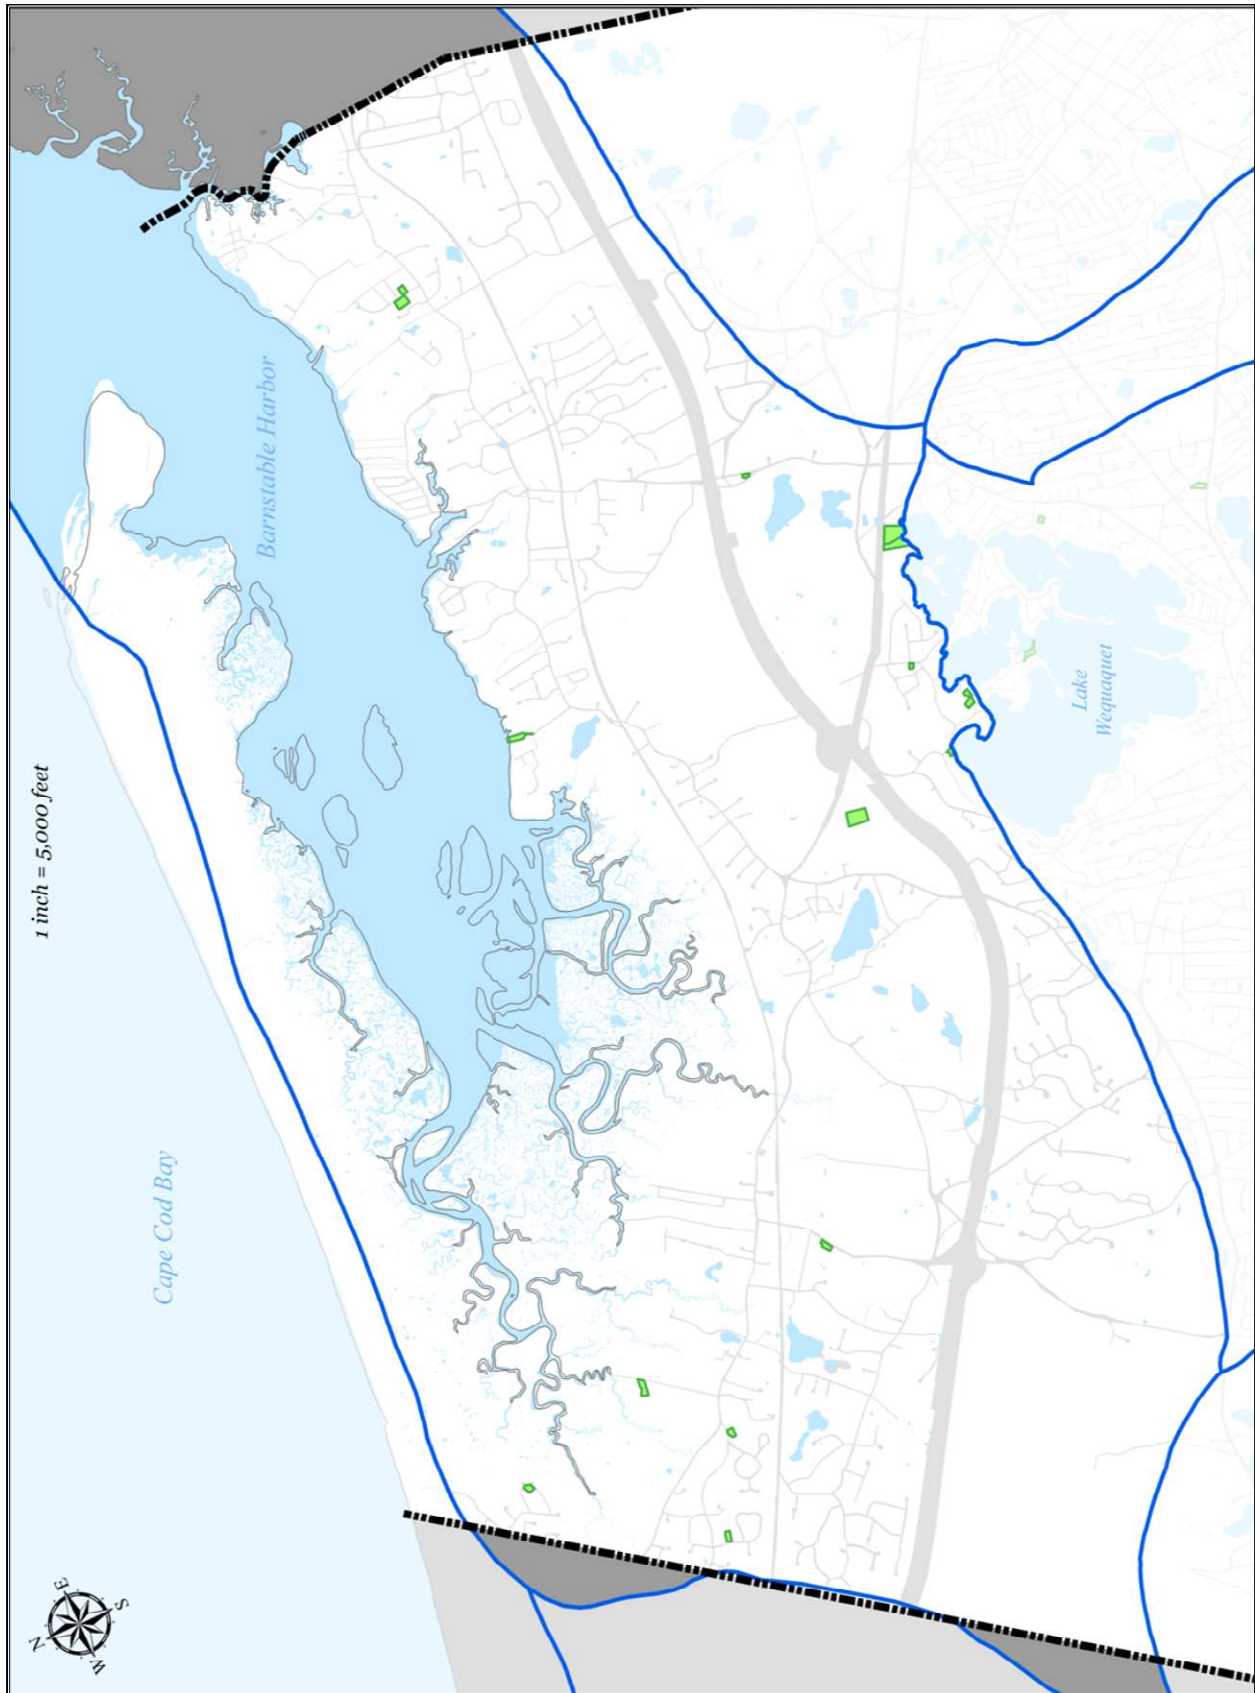 Barnstable Harbor
Lake
Wequaquet
1 inch = 5,000 feet
Cape Cod Bay
N
E
S
W